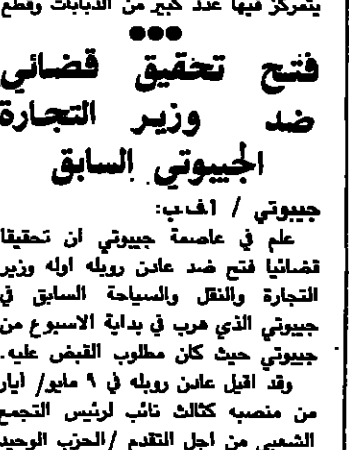 يتمركز فيها عدد كبير من الدبابات وقطع
●●●
فتح تحقيق قضائي
ضد وزير التجارة
الجيبوتي السابق
جيبوتي / اف.ب:
علم في عاصمة جيبوتي ان تحقيقا
قضائيا فتح ضد عادن روبله اوله وزير
التجارة والنقل والسياحة السابق في
جيبوتي الذي هرب في بداية الاسبوع من
جيبوتي حيث كان مطلوب القبض عليه.
وقد اقيل عادن روبله في ٩ مايو/ أيار
من منصبه كثالث نائب لرئيس التجمع
الشعبي من اجل التقدم /الحزب الوحيد